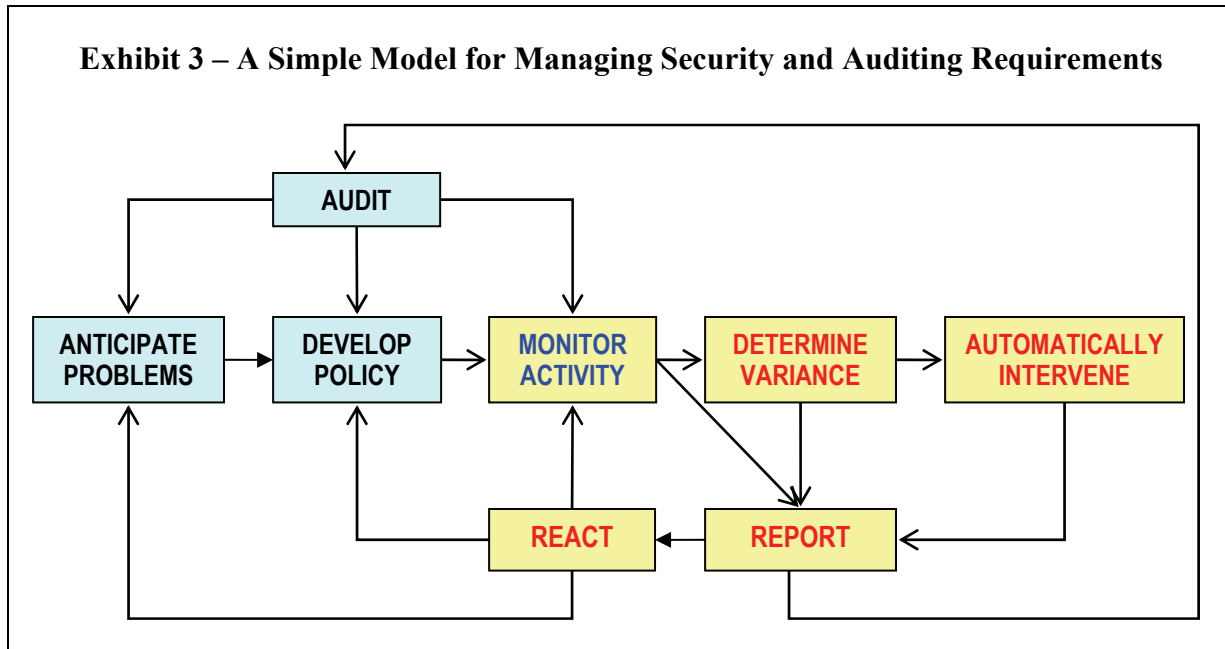 Exhibit 3 – A Simple Model for Managing Security and Auditing Requirements
AUDIT
ANTICIPATE
PROBLEMS
DEVELOP
POLICY
MONITOR
ACTIVITY
DETERMINE
VARIANCE
AUTOMATICALLY
INTERVENE
REACT
REPORT